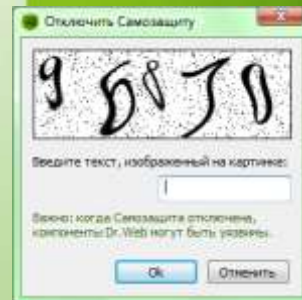 Отключить Самозащиту
Введите текст, изображенный на картинке:
Важно: когда Самозащита отключена,
компоненты Dr.Web могут быть уязвимы.
Ok Отменить